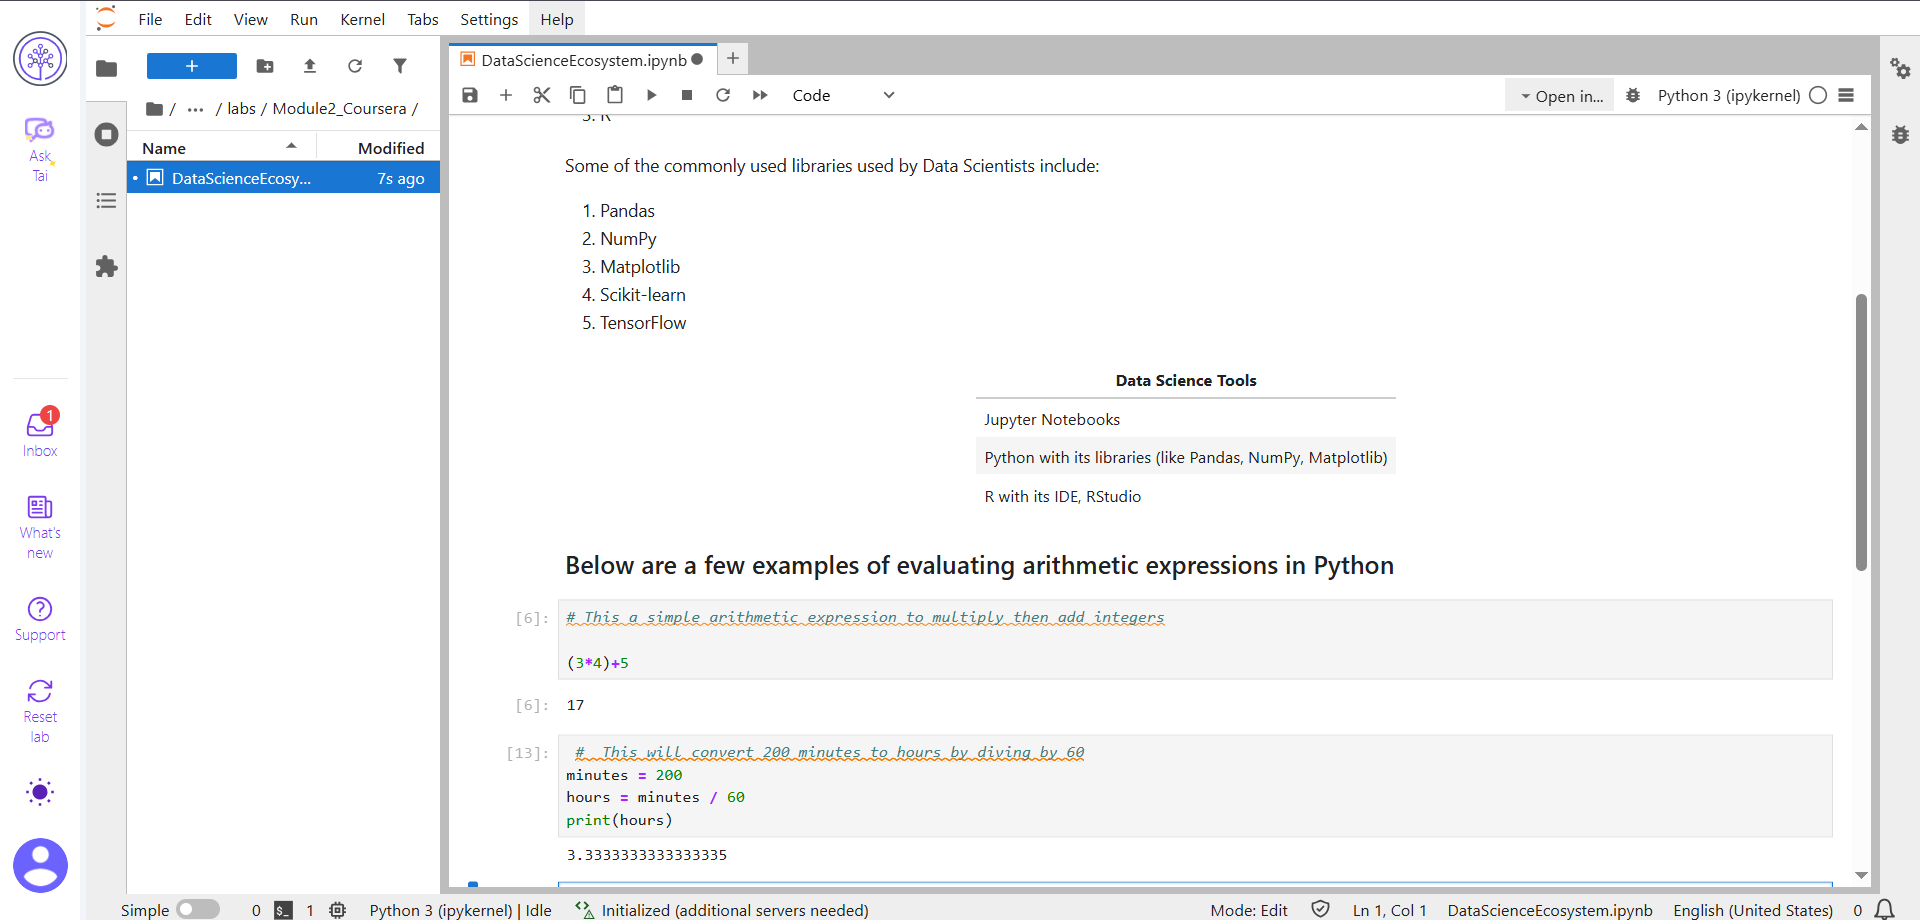 File Edit View Run Kernel Tabs Settings Help
Ask
Tai
1
Inbox
What's
new
Support
Reset
lab
/ ... / labs / Module2_Coursera /
Name Modified
DataScienceEcosy... 7s ago
DataScienceEcosystem.ipynb
Code
Open in...
Python 3 (ipykernel)
3. R
Some of the commonly used libraries used by Data Scientists include:
1. Pandas
2. NumPy
3. Matplotlib
4. Scikit-learn
5. TensorFlow
Data Science Tools
Jupyter Notebooks
Python with its libraries (like Pandas, NumPy, Matplotlib)
R with its IDE, RStudio
Below are a few examples of evaluating arithmetic expressions in Python
[6]: # This a simple arithmetic expression to multiply then add integers
(3*4)+5
[6]: 17
[13]: # This will convert 200 minutes to hours by diving by 60
minutes = 200
hours = minutes / 60
print(hours)
3.3333333333333335
Simple 0 $_ 1 Python 3 (ipykernel) | Idle Initialized (additional servers needed) Mode: Edit Ln 1, Col 1 DataScienceEcosystem.ipynb English (United States) 0